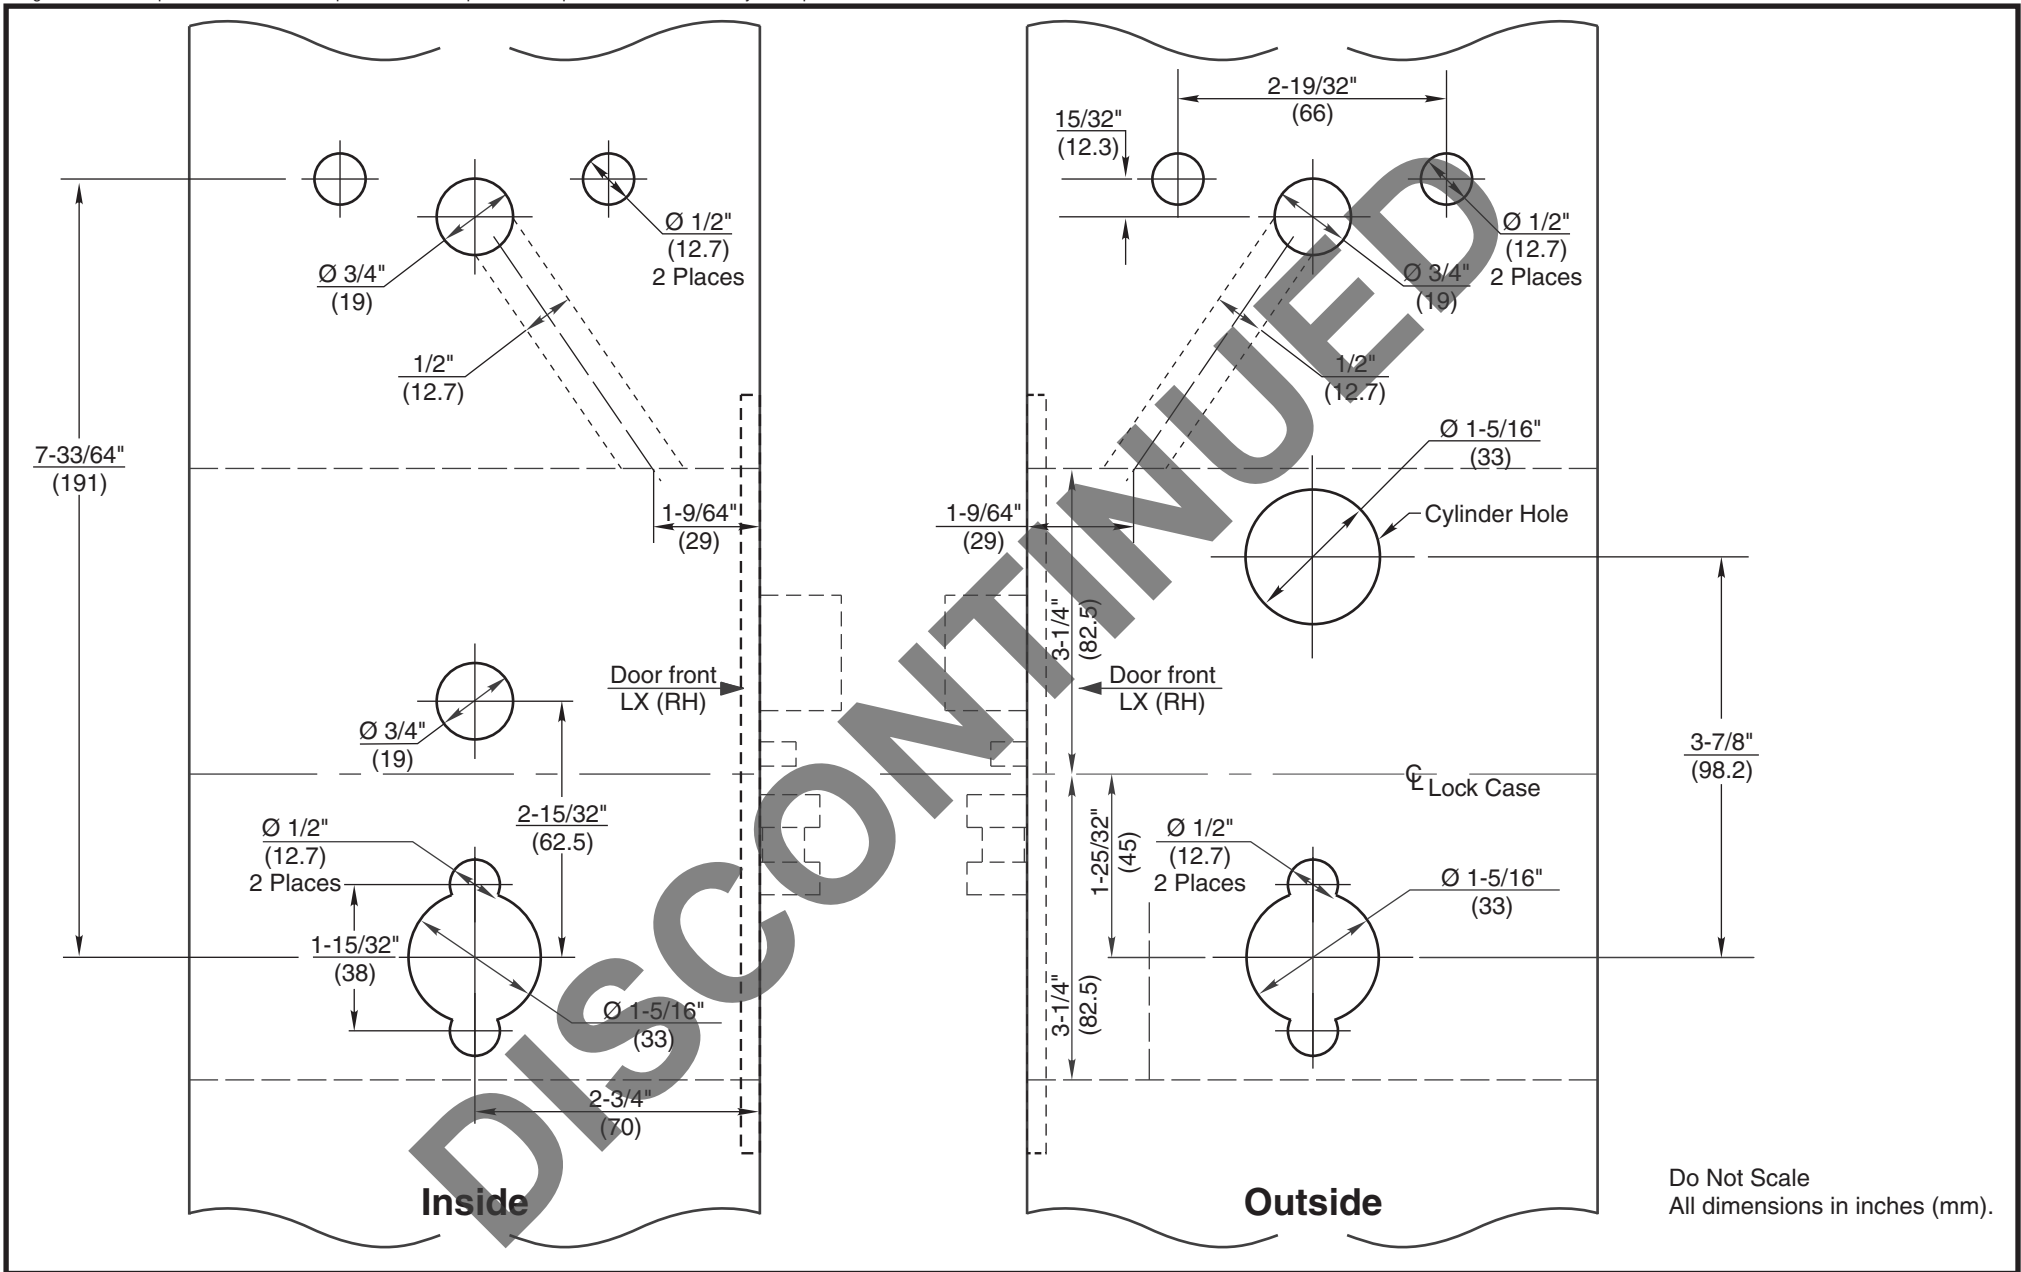 2-19/32"
(66)
15/32"
(12.3)
Ø 1/2"
(12.7)
2 Places
Ø 3/4"
(19)
1/2"
(12.7)
7-33/64"
(191)
1-9/64"
(29)
Door front
LX (RH)
Ø 3/4"
(19)
2-15/32"
(62.5)
Ø 1/2"
(12.7)
2 Places
1-15/32"
(38)
Ø 1-5/16"
(33)
2-3/4"
(70)
Inside
Ø 1/2"
(12.7)
2 Places
Ø 3/4"
(19)
1/2"
(12.7)
Ø 1-5/16"
(33)
Cylinder Hole
1-9/64"
(29)
3-1/4"
(82.5)
Door front
LX (RH)
3-7/8"
(98.2)
℄ Lock Case
1-25/32"
(45)
Ø 1/2"
(12.7)
2 Places
Ø 1-5/16"
(33)
3-1/4"
(82.5)
Outside
Do Not Scale
All dimensions in inches (mm).
DISCONTINUED